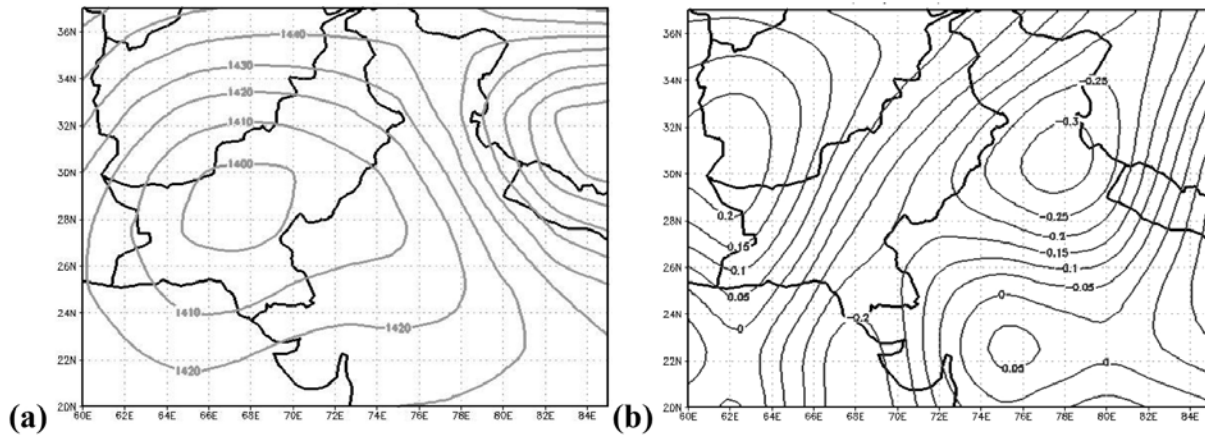 36N
34N
32N
30N
28N
26N
24N
22N
20N
60E 62E 64E 66E 68E 70E 72E 74E 76E 78E 80E 82E 84E
1440
1430
1420
1410
1400
1410
1420
1420
(a)
36N
34N
32N
30N
28N
26N
24N
22N
20N
60E 62E 64E 66E 68E 70E 72E 74E 76E 78E 80E 82E 84E
-0.25
-0.3
-0.25
-0.2
-0.15
-0.1
-0.05
0
0.05
0
0.2
0.15
0.1
0.05
0
-0.2
(b)